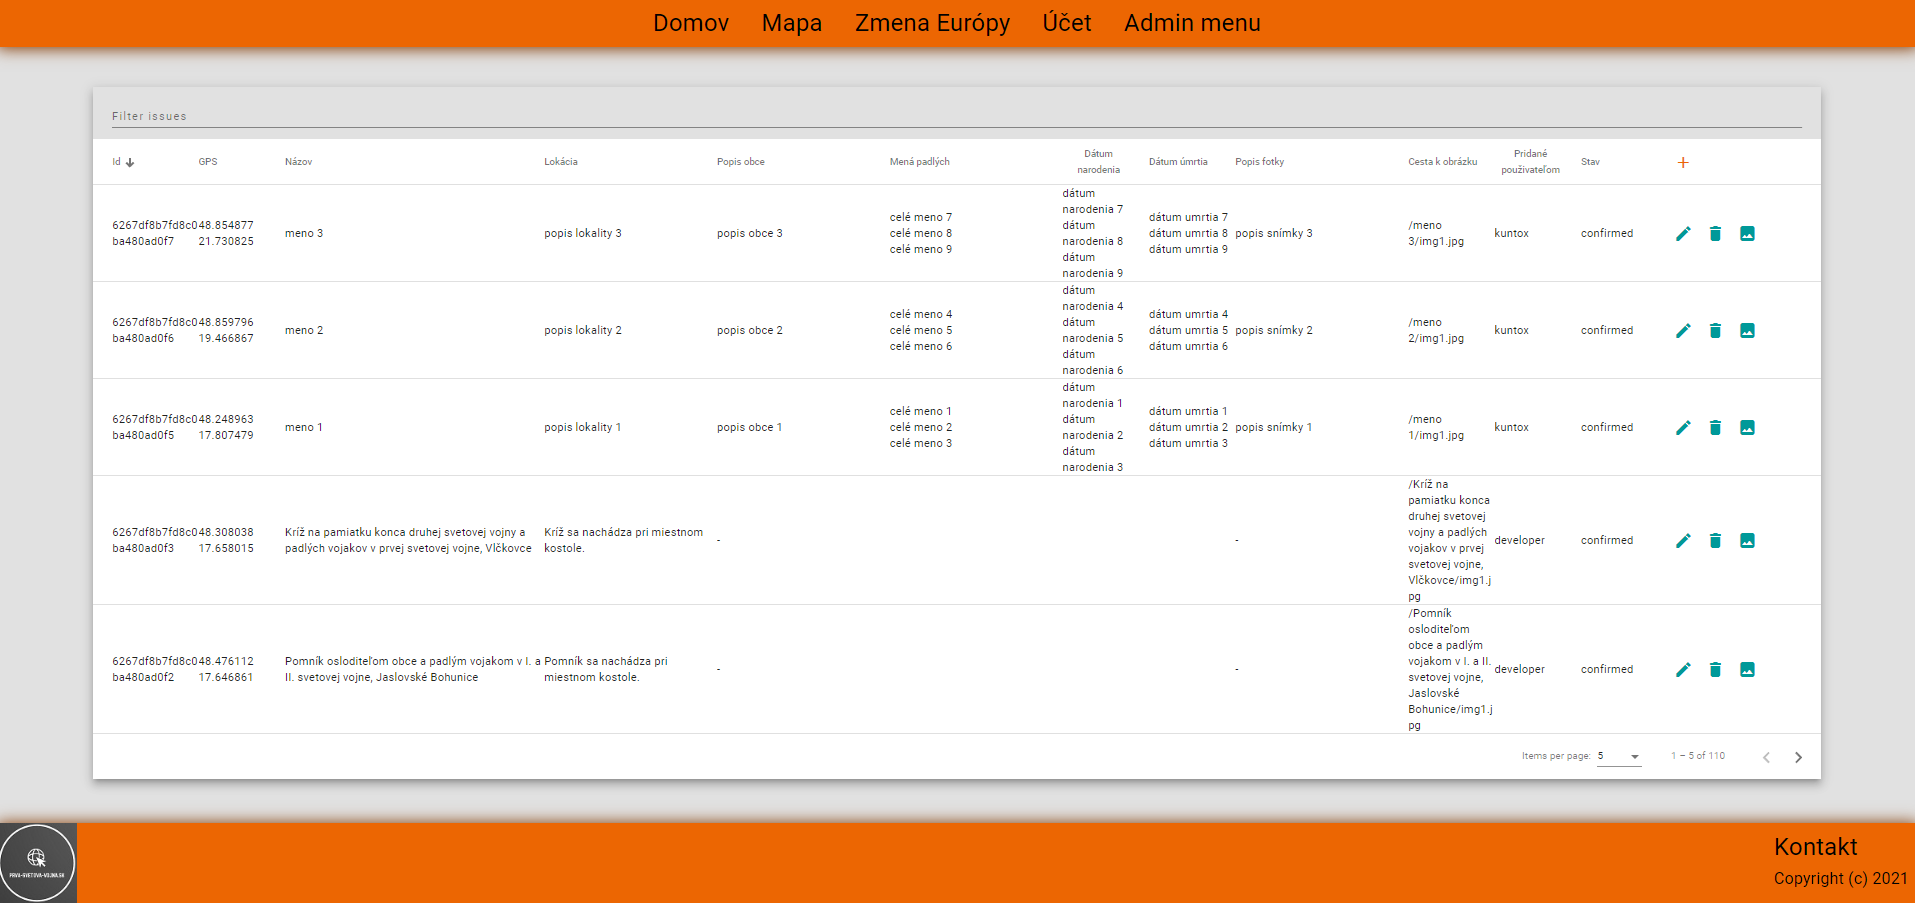 Domov Mapa Zmena Európy Účet Admin menu
Filter issues
Id GPS Názov Lokácia Popis obce Mená padlých Dátum narodenia Dátum úmrtia Popis fotky Cesta k obrázku Pridané použivateľom Stav +
6267df8b7fd8c0
ba480ad0f7
48.854877
21.730825
meno 3
popis lokality 3
popis obce 3
celé meno 7
celé meno 8
celé meno 9
dátum
narodenia 7
dátum
narodenia 8
dátum
narodenia 9
dátum umrtia 7
dátum umrtia 8
dátum umrtia 9
popis snímky 3
/meno
3/img1.jpg
kuntox
confirmed
6267df8b7fd8c0
ba480ad0f6
48.859796
19.466867
meno 2
popis lokality 2
popis obce 2
celé meno 4
celé meno 5
celé meno 6
dátum
narodenia 4
dátum
narodenia 5
dátum
narodenia 6
dátum umrtia 4
dátum umrtia 5
dátum umrtia 6
popis snímky 2
/meno
2/img1.jpg
kuntox
confirmed
6267df8b7fd8c0
ba480ad0f5
48.248963
17.807479
meno 1
popis lokality 1
popis obce 1
celé meno 1
celé meno 2
celé meno 3
dátum
narodenia 1
dátum
narodenia 2
dátum
narodenia 3
dátum umrtia 1
dátum umrtia 2
dátum umrtia 3
popis snímky 1
/meno
1/img1.jpg
kuntox
confirmed
6267df8b7fd8c0
ba480ad0f3
48.308038
17.658015
Kríž na pamiatku konca druhej svetovej vojny a
padlých vojakov v prvej svetovej vojne, Vlčkovce
Kríž sa nachádza pri miestnom
kostole.
-
-
/Kríž na
pamiatku konca
druhej svetovej
vojny a padlých
vojakov v prvej
svetovej vojne,
Vlčkovce/img1.j
pg
developer
confirmed
6267df8b7fd8c0
ba480ad0f2
48.476112
17.646861
Pomník osloditeľom obce a padlým vojakom v I. a
II. svetovej vojne, Jaslovské Bohunice
Pomník sa nachádza pri
miestnom kostole.
-
-
/Pomník
osloditeľom
obce a padlým
vojakom v I. a II.
svetovej vojne,
Jaslovské
Bohunice/img1.j
pg
developer
confirmed
Items per page: 5 1 – 5 of 110
PRVA-SVETOVA-VOJNA.SK
Kontakt
Copyright (c) 2021